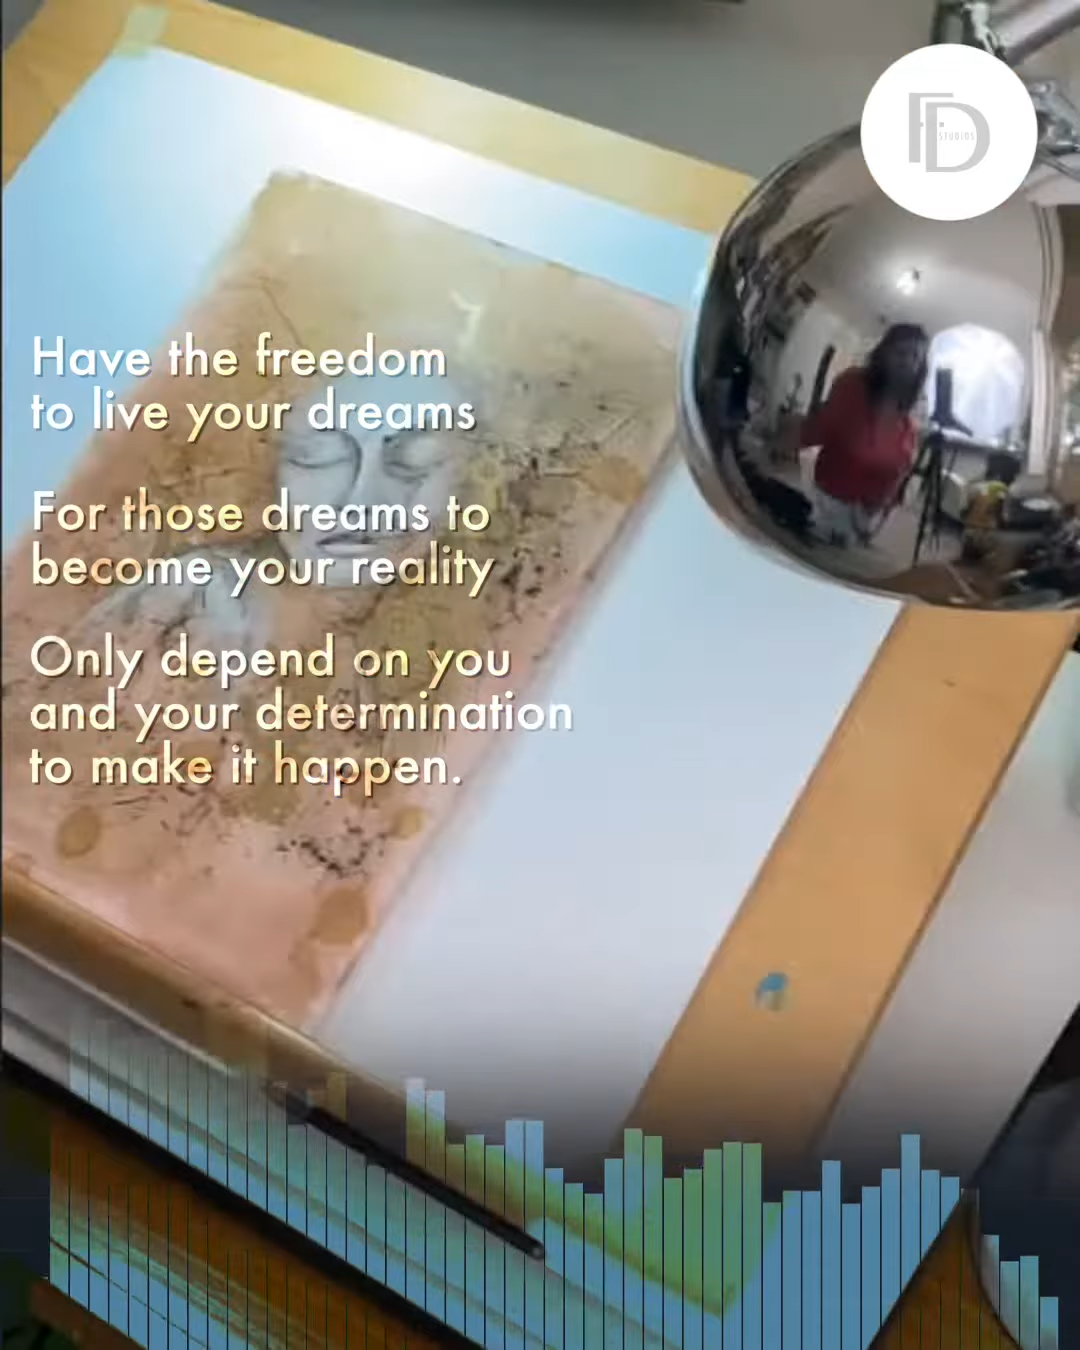 FD
STUDIOS
Have the freedom
to live your dreams
For those dreams to
become your reality
Only depend on you
and your determination
to make it happen.